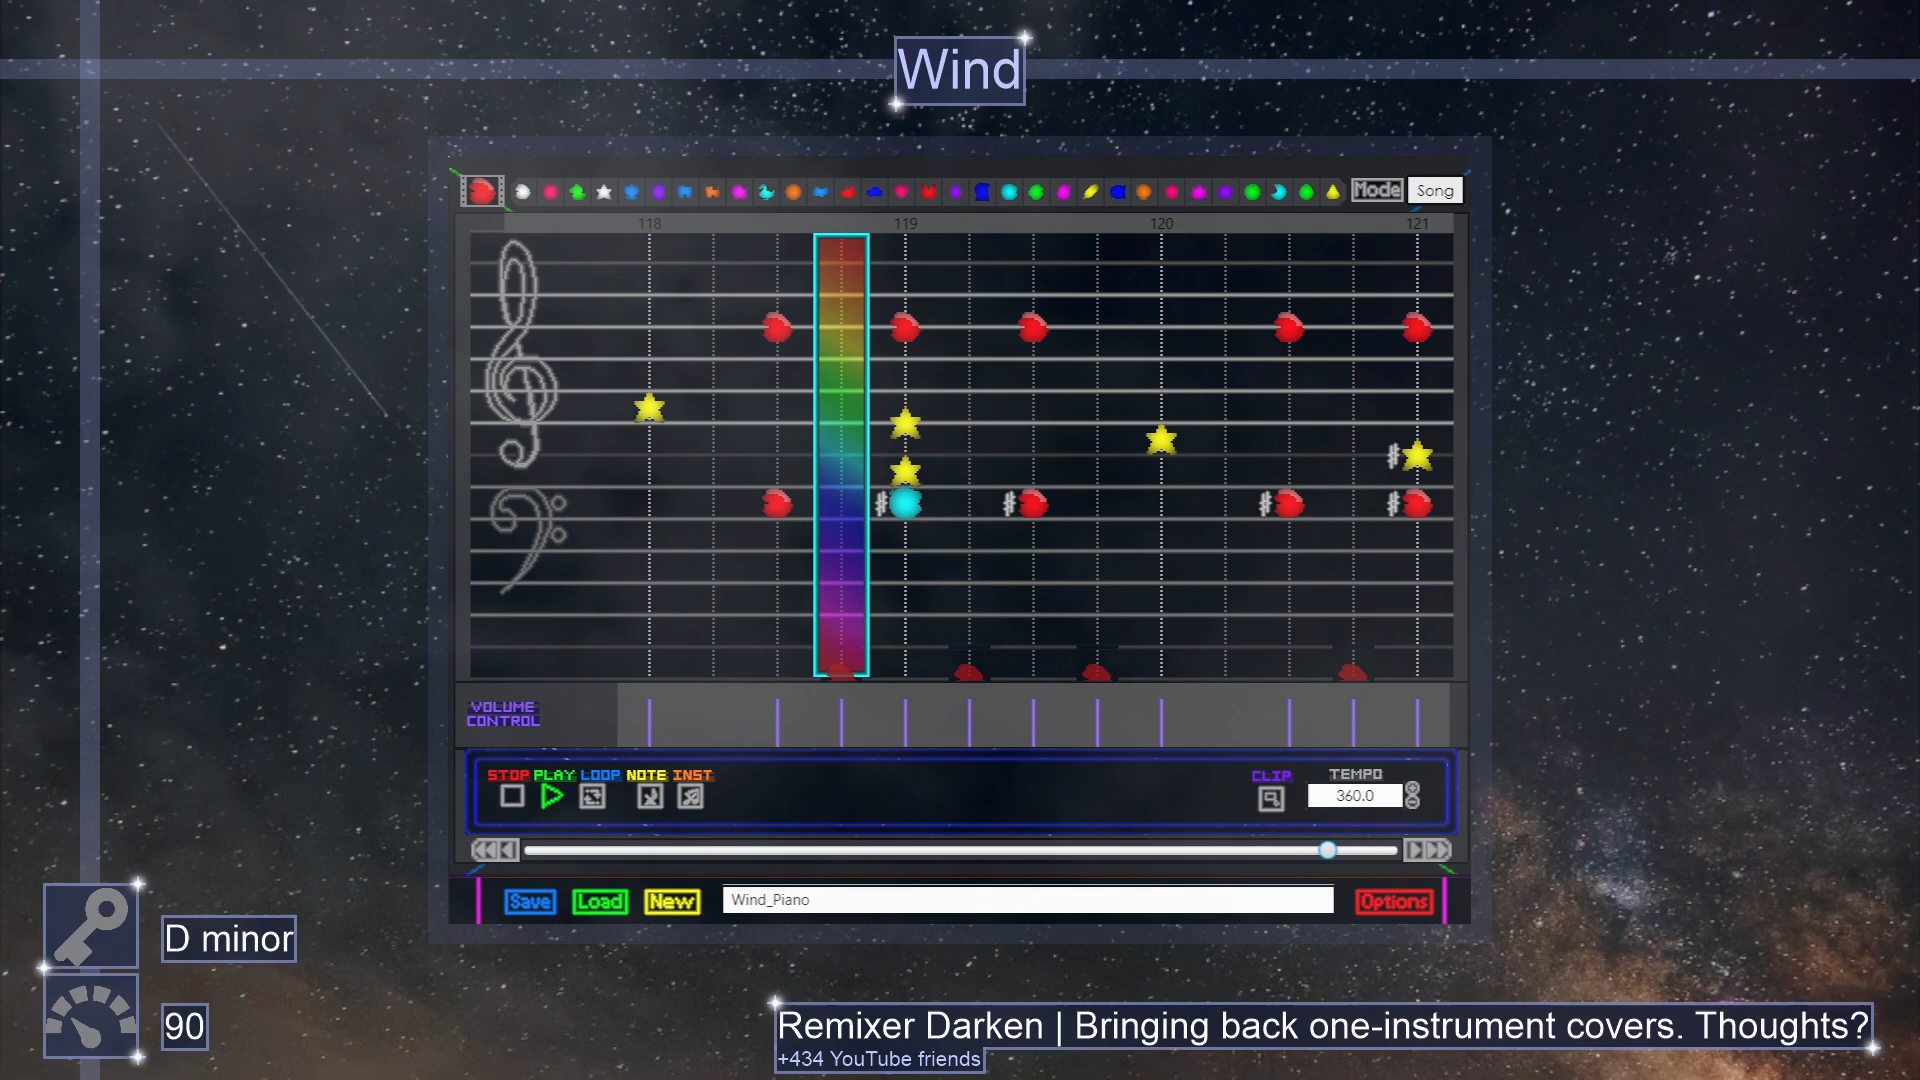 Wind
Mode
Song
118
119
120
121
VOLUME
CONTROL
STOP PLAY LOOP NOTE INST
CLIP
TEMPO
360.0
Save
Load
New
Wind_Piano
Options
D minor
90
Remixer Darken | Bringing back one-instrument covers. Thoughts?
+434 YouTube friends